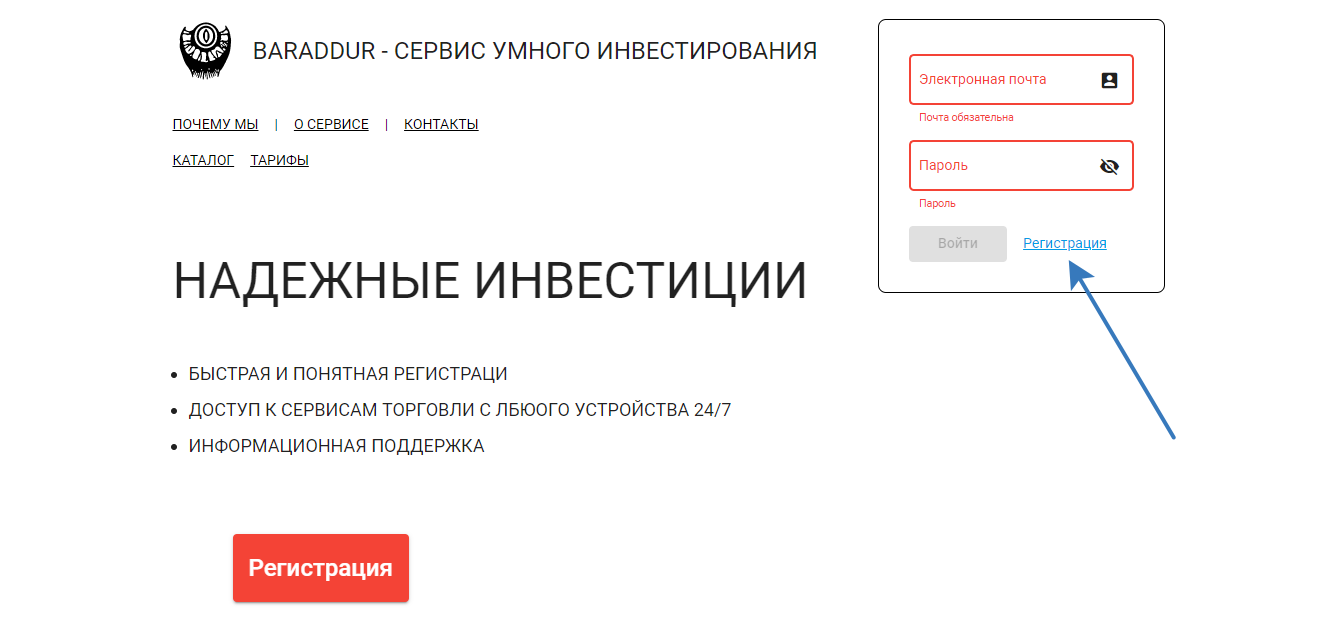 BARADDUR - СЕРВИС УМНОГО ИНВЕСТИРОВАНИЯ
ПОЧЕМУ МЫ | О СЕРВИСЕ | КОНТАКТЫ
КАТАЛОГ ТАРИФЫ
Электронная почта
Почта обязательна
Пароль
Пароль
Войти Регистрация
НАДЕЖНЫЕ ИНВЕСТИЦИИ
БЫСТРАЯ И ПОНЯТНАЯ РЕГИСТРАЦИ
ДОСТУП К СЕРВИСАМ ТОРГОВЛИ С ЛБЮОГО УСТРОЙСТВА 24/7
ИНФОРМАЦИОННАЯ ПОДДЕРЖКА
Регистрация